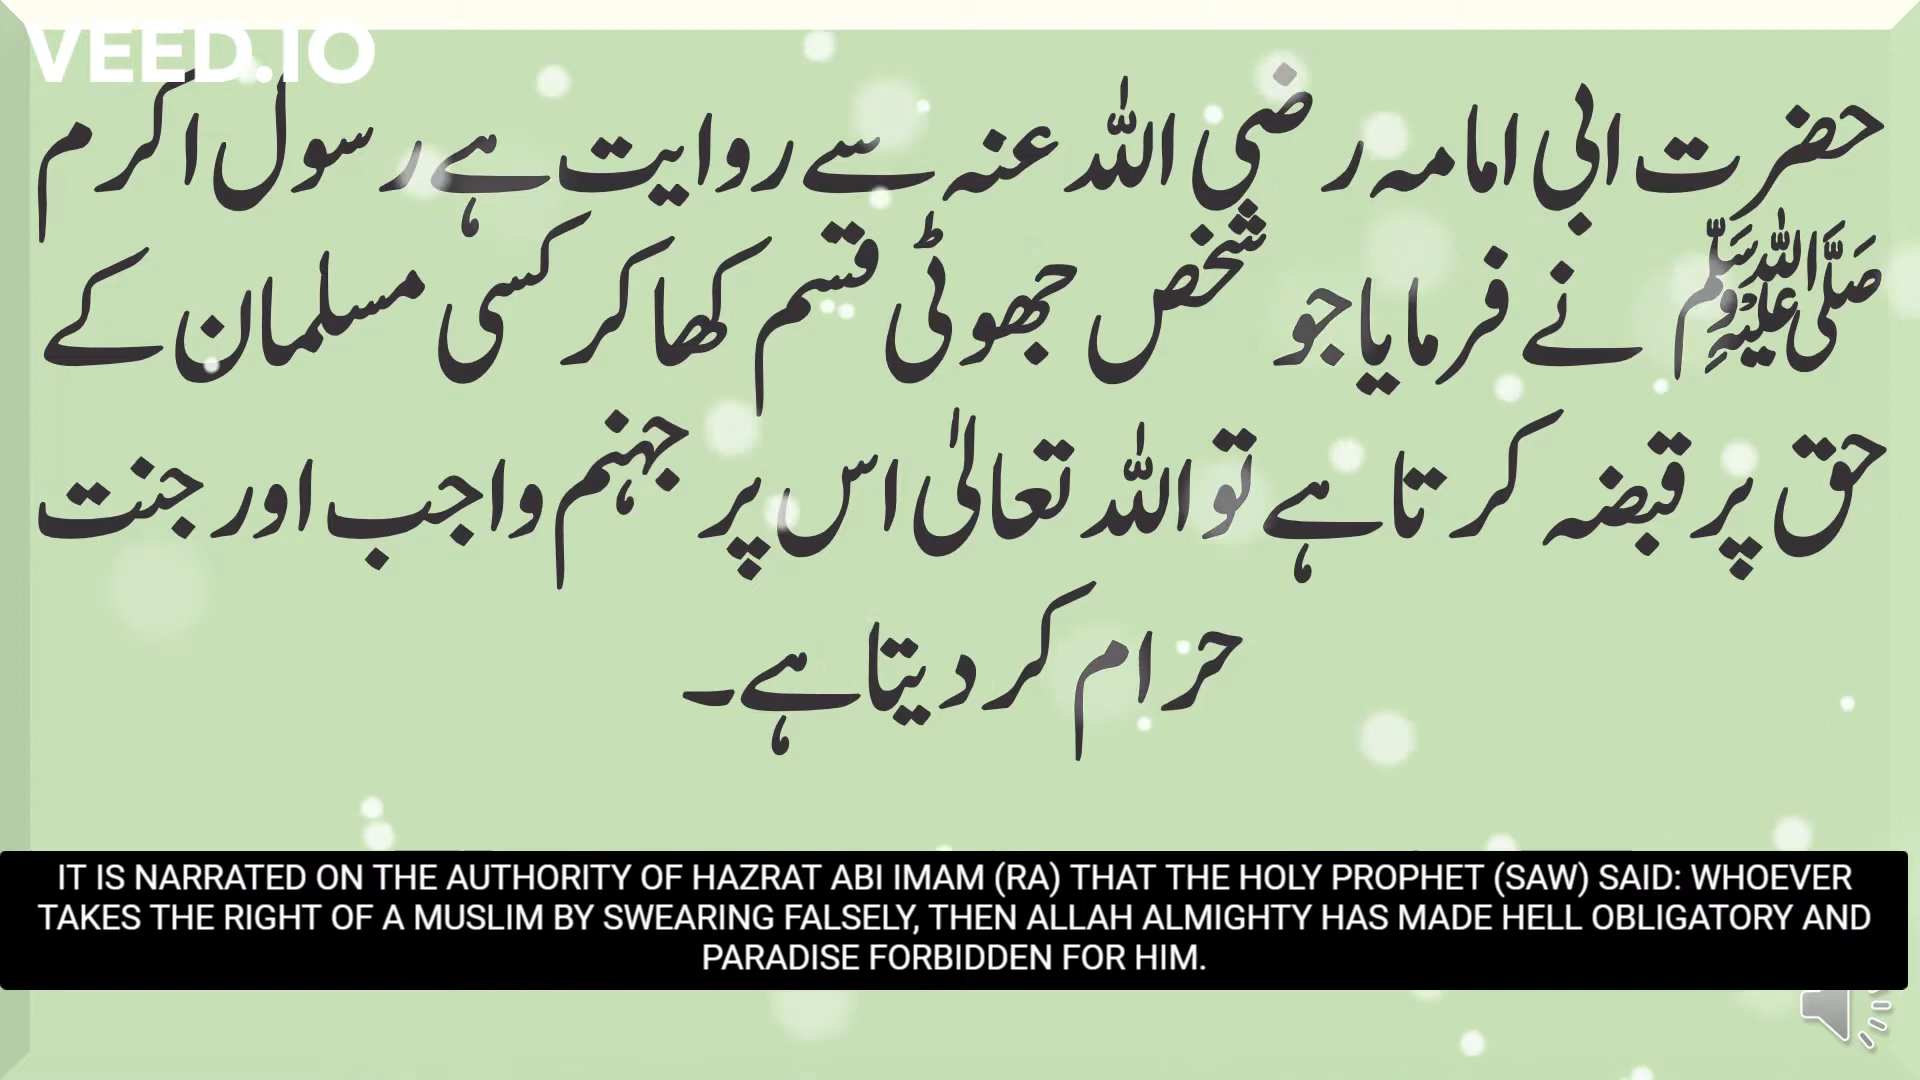 VEED.IO
حضرت ابی امامہ رضی اللہ عنہ سے روایت ہے رسول اکرم
ﷺ نے فرمایا جو شخص جھوٹی قسم کھا کر کسی مسلمان کے
حق پر قبضہ کرتا ہے تو اللہ تعالیٰ اس پر جہنم واجب اور جنت
حرام کر دیتا ہے۔
IT IS NARRATED ON THE AUTHORITY OF HAZRAT ABI IMAM (RA) THAT THE HOLY PROPHET (SAW) SAID: WHOEVER
TAKES THE RIGHT OF A MUSLIM BY SWEARING FALSELY, THEN ALLAH ALMIGHTY HAS MADE HELL OBLIGATORY AND
PARADISE FORBIDDEN FOR HIM.